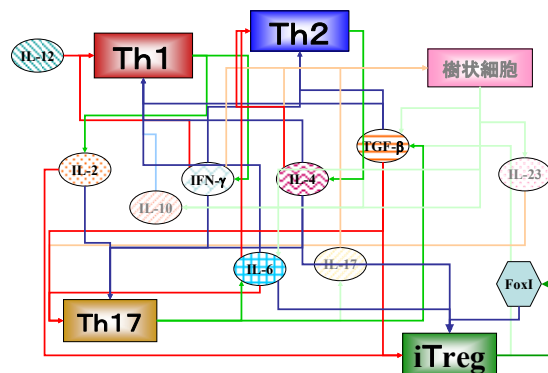 Th2
IL-12
Th1
樹状細胞
TGF-β
IL-2
IFN-γ
IL-4
IL-23
IL-10
IL-6
IL-17
FoxI
Th17
iTreg